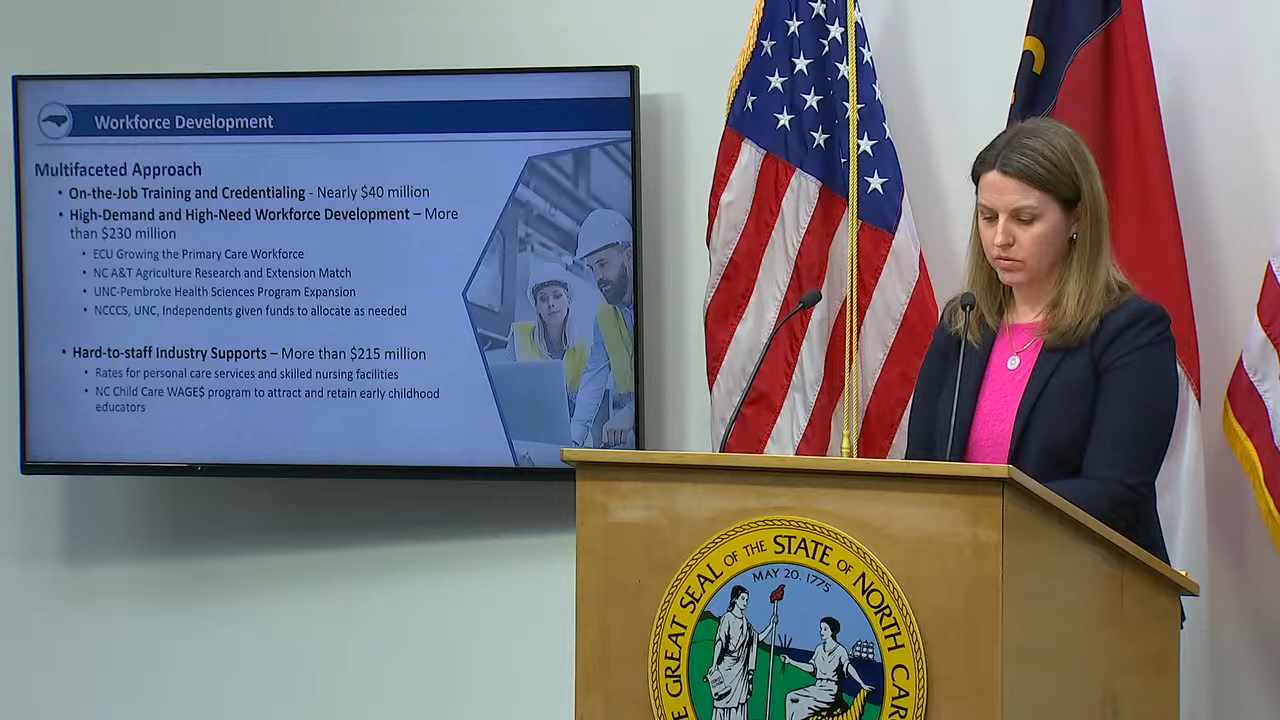 Workforce Development
Multifaceted Approach
• On-the-Job Training and Credentialing - Nearly $40 million
• High-Demand and High-Need Workforce Development – More
than $230 million
• ECU Growing the Primary Care Workforce
• NC A&T Agriculture Research and Extension Match
• UNC-Pembroke Health Sciences Program Expansion
• NCCCS, UNC, Independents given funds to allocate as needed
• Hard-to-staff Industry Supports – More than $215 million
• Rates for personal care services and skilled nursing facilities
• NC Child Care WAGE$ program to attract and retain early childhood
educators
E GREAT SEAL OF THE STATE OF NORTH CAR
MAY 20, 1775